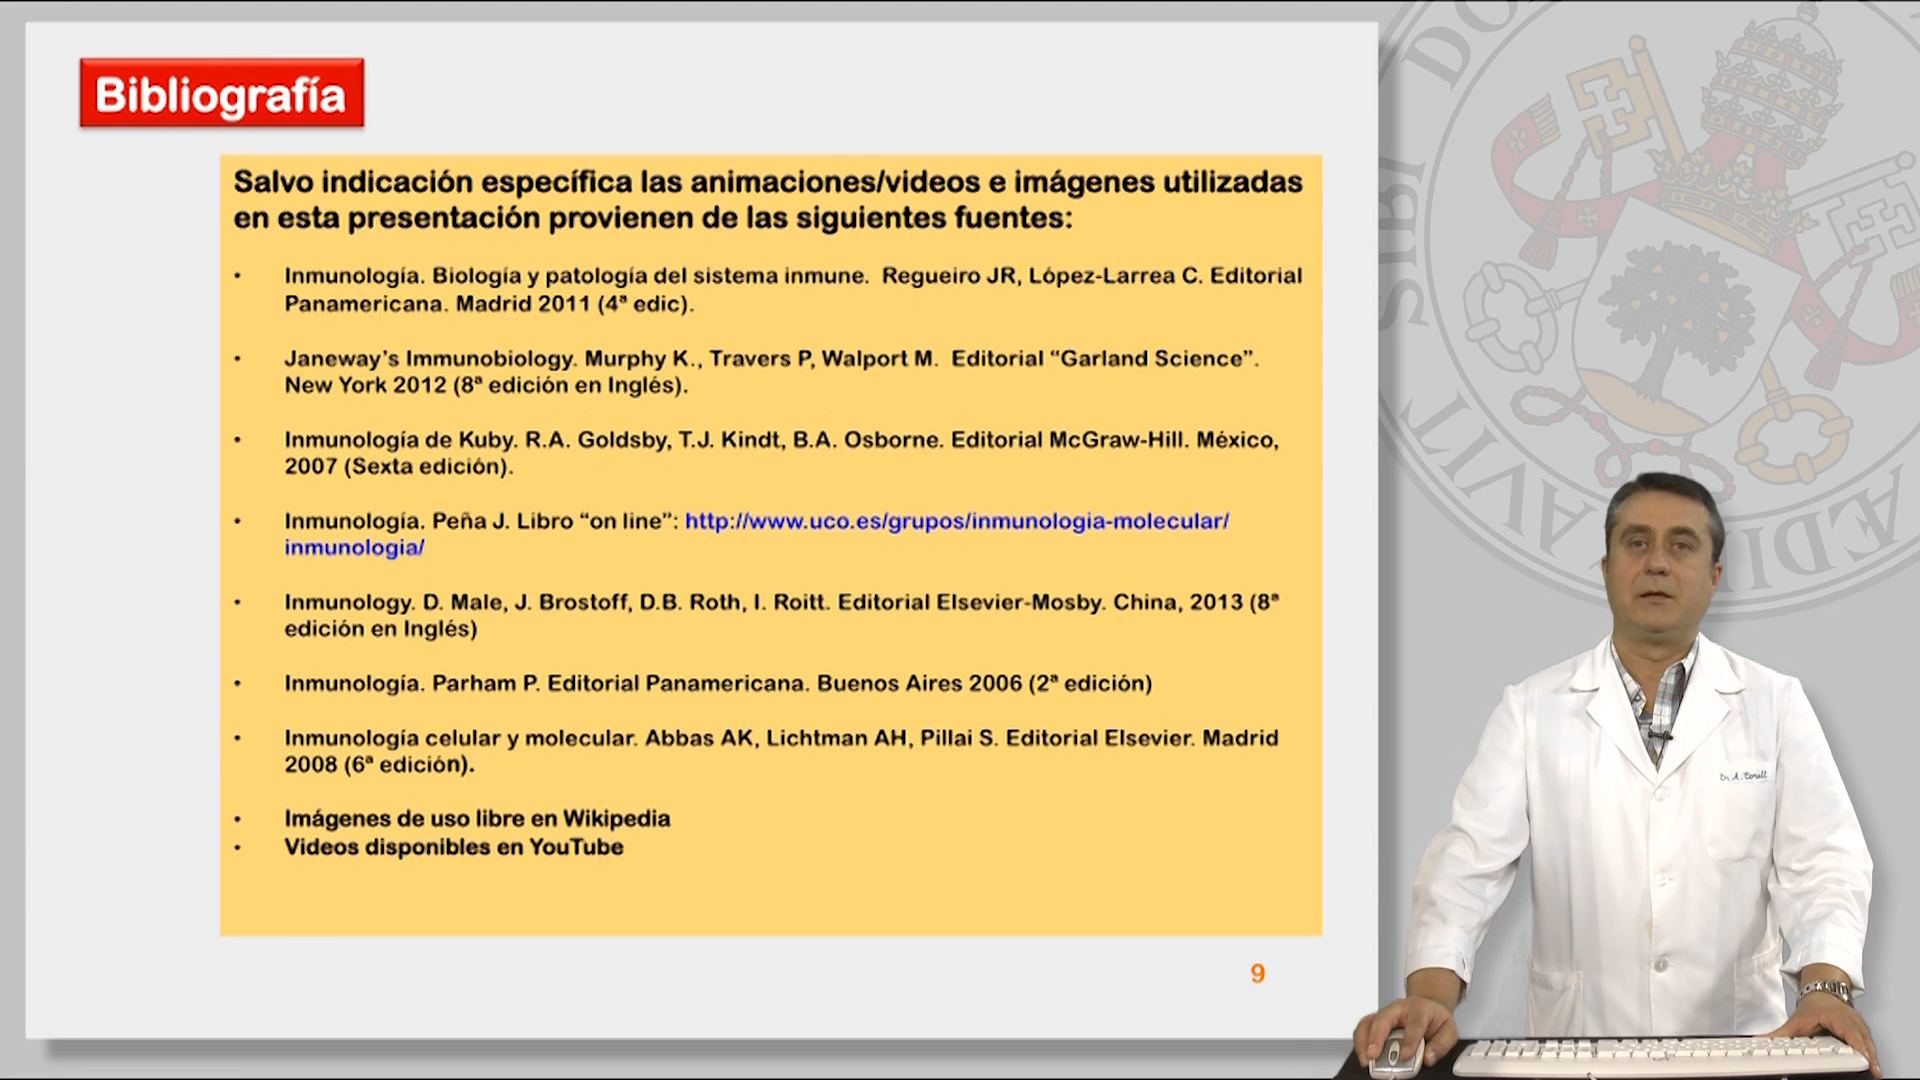 Bibliografía
Salvo indicación específica las animaciones/videos e imágenes utilizadas
en esta presentación provienen de las siguientes fuentes:
• Inmunología. Biología y patología del sistema inmune. Regueiro JR, López-Larrea C. Editorial
Panamericana. Madrid 2011 (4ª edic).
• Janeway’s Immunobiology. Murphy K., Travers P, Walport M. Editorial “Garland Science”.
New York 2012 (8ª edición en Inglés).
• Inmunología de Kuby. R.A. Goldsby, T.J. Kindt, B.A. Osborne. Editorial McGraw-Hill. México,
2007 (Sexta edición).
• Inmunología. Peña J. Libro “on line”: http://www.uco.es/grupos/inmunologia-molecular/
inmunologia/
• Inmunology. D. Male, J. Brostoff, D.B. Roth, I. Roitt. Editorial Elsevier-Mosby. China, 2013 (8ª
edición en Inglés)
• Inmunología. Parham P. Editorial Panamericana. Buenos Aires 2006 (2ª edición)
• Inmunología celular y molecular. Abbas AK, Lichtman AH, Pillai S. Editorial Elsevier. Madrid
2008 (6ª edición).
• Imágenes de uso libre en Wikipedia
• Videos disponibles en YouTube
9
SIBI
AVIT
ÆDI
Dr. A. Corell